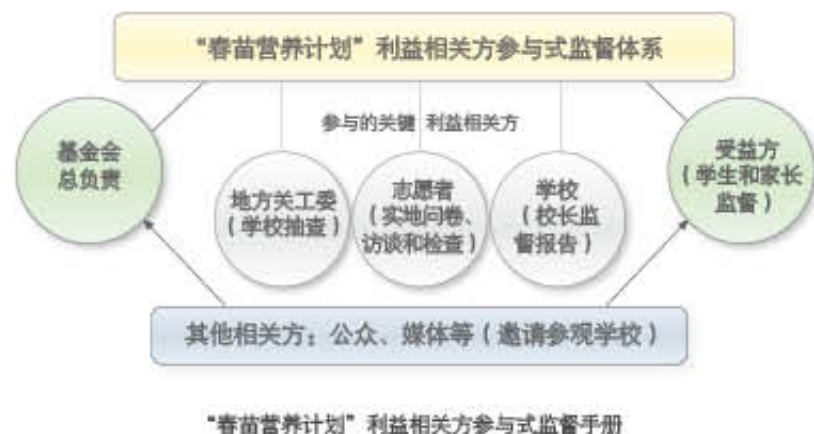 “春苗营养计划”利益相关方参与式监督体系
参与的关键 利益相关方
基金会
总负责
地方关工委
（学校抽查）
志愿者
（实地问卷、
访谈和检查）
学校
（校长监
督报告）
受益方
（学生和家长
监督）
其他相关方：公众、媒体等（邀请参观学校）
“春苗营养计划”利益相关方参与式监督手册